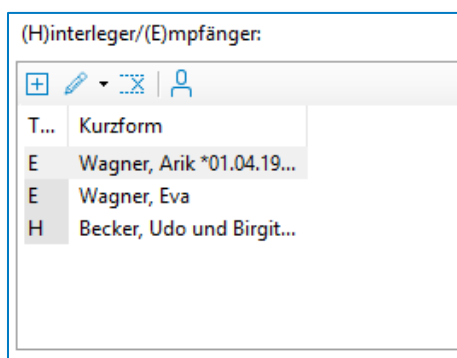 (H)interleger/(E)mpfänger:
T... Kurzform
E Wagner, Arik *01.04.19...
E Wagner, Eva
H Becker, Udo und Birgit...